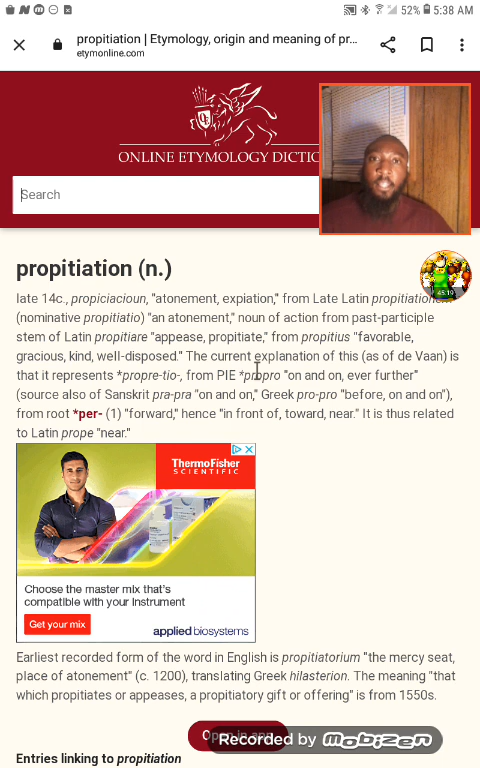 52% 5:38 AM
propitiation | Etymology, origin and meaning of pr...
etymonline.com
ONLINE ETYMOLOGY
Search
45:19
propitiation (n.)
late 14c., propiciacioun, "atonement, expiation," from Late Latin
(nominative propitiatio) "an atonement," noun of action from past-participle
stem of Latin propitiare "appease, propitiate," from propitius "favorable,
gracious, kind, well-disposed." The current explanation of this (as of de Vaan) is
that it represents *propre-tio-, from PIE *propro "on and on, ever further"
(source also of Sanskrit pra-pra "on and on," Greek pro-pro "before, on and on"),
from root *per- (1) "forward," hence "in front of, toward, near." It is thus related
to Latin prope "near."
ThermoFisher
SCIENTIFIC
Choose the master mix that's
compatible with your instrument
Get your mix
applied biosystems
Earliest recorded form of the word in English is propitiatorium "the mercy seat,
place of atonement" (c. 1200), translating Greek hilasterion. The meaning "that
which propitiates or appeases, a propitiatory gift or offering" is from 1550s.
Recorded by MOBIZEN
Entries linking to propitiation